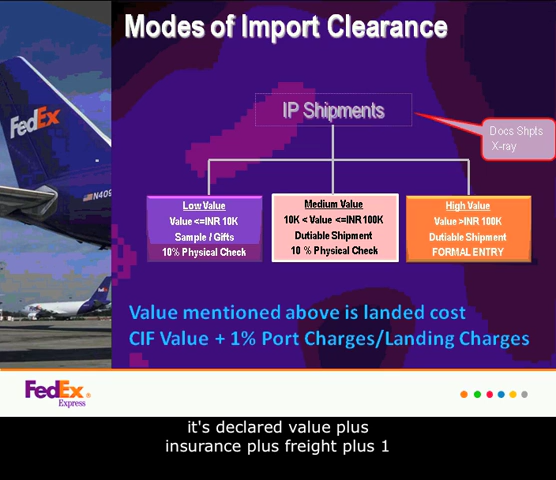 Modes of Import Clearance
FedEx
N409
IP Shipments
Docs Shpts
X-ray
Low Value
Value <=INR 10K
Sample / Gifts
10% Physical Check
Medium Value
10K < Value <=INR 100K
Dutiable Shipment
10 % Physical Check
High Value
Value >INR 100K
Dutiable Shipment
FORMAL ENTRY
Value mentioned above is landed cost
CIF Value + 1% Port Charges/Landing Charges
FedEx®
Express
it's declared value plus
insurance plus freight plus 1